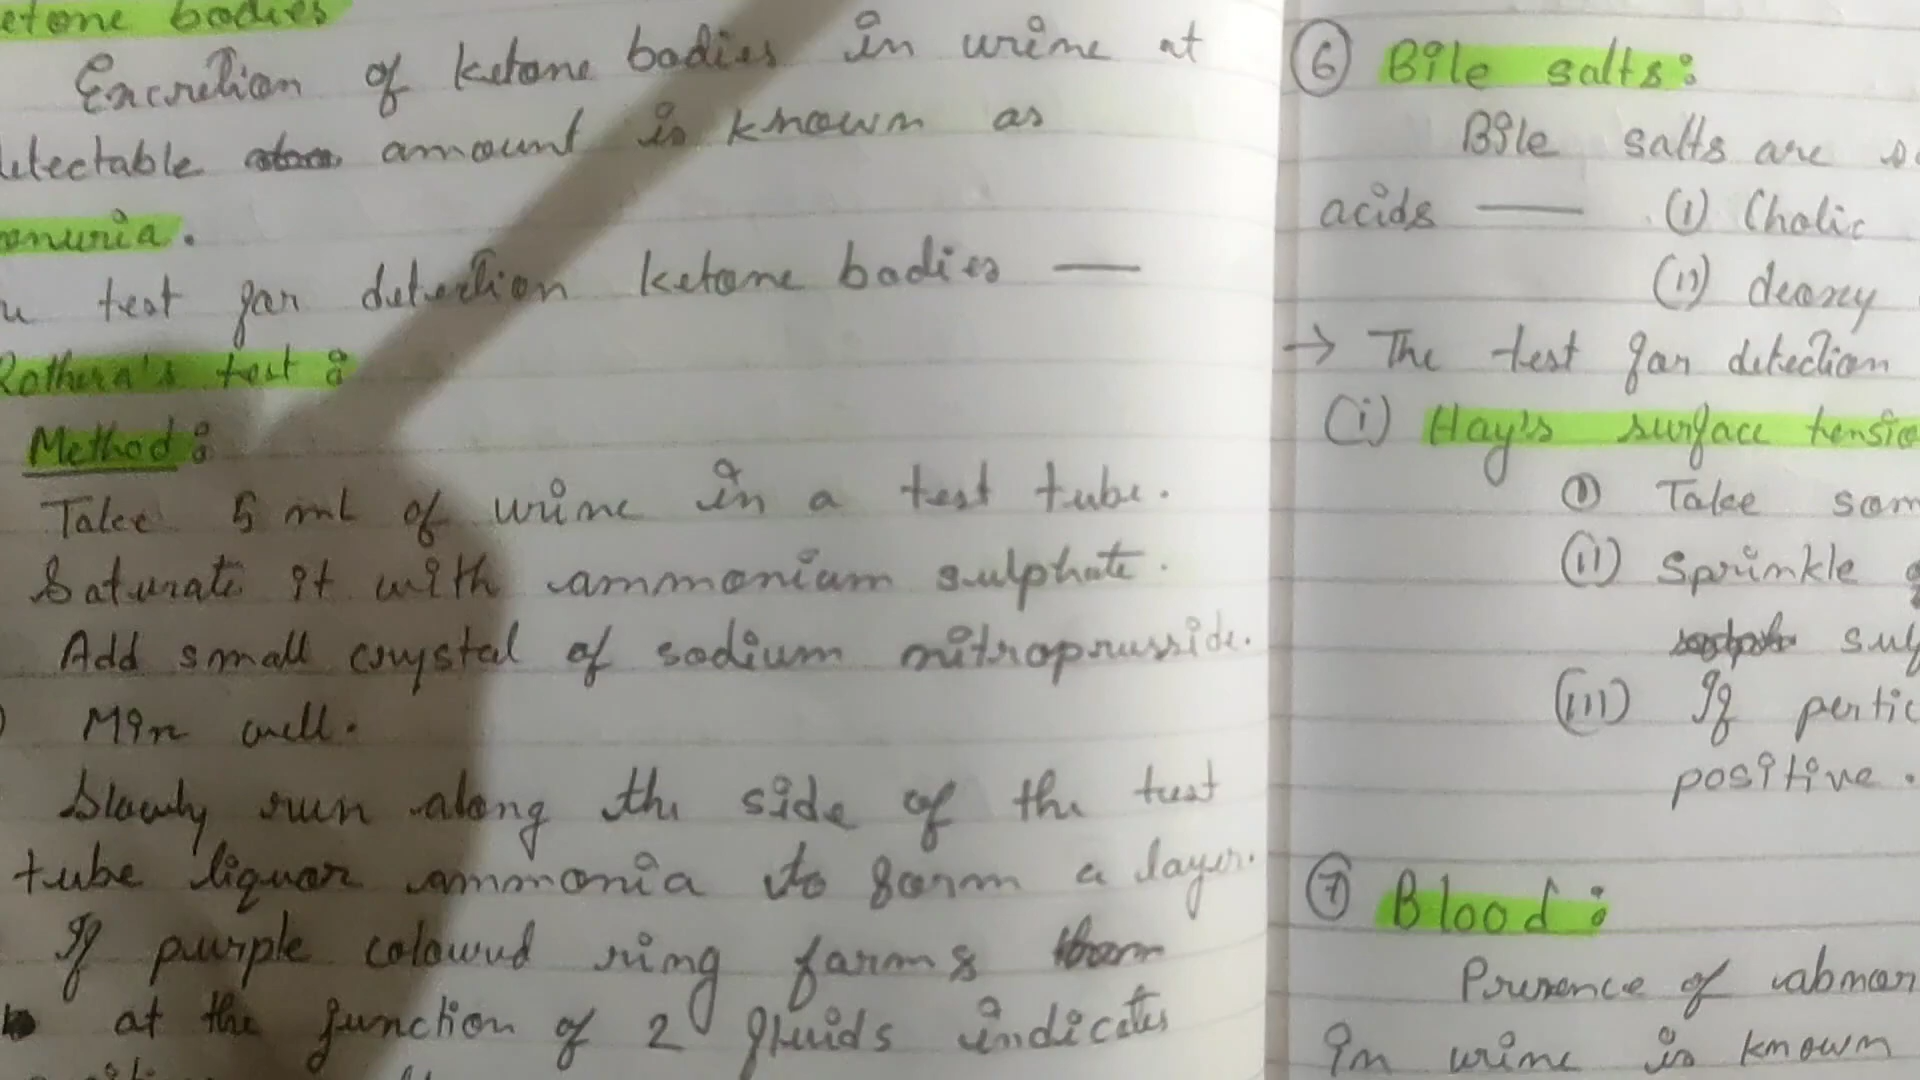 etone bodies
Excretion of ketone bodies in urine at
detectable amount is known as
onuria.
test for detection ketone bodies —
Rothera's test :
Method :
Take 5 ml of urine in a test tube.
Saturate it with ammonium sulphate.
Add small crystal of sodium nitroprusside.
Mix well.
Slowly run along the side of the test
tube liquor ammonia to form a layer.
If purple coloured ring forms
at the junction of 2 fluids indicates
(6) Bile salts :
Bile salts are
acids — (i) Cholic
(ii) deoxy
→ The test for detection
(i) Hay's surface tensio
(i) Take som
(ii) Sprinkle
sul
(iii) If pertic
positive.
(7) Blood :
Presence of abnor
in urine is known